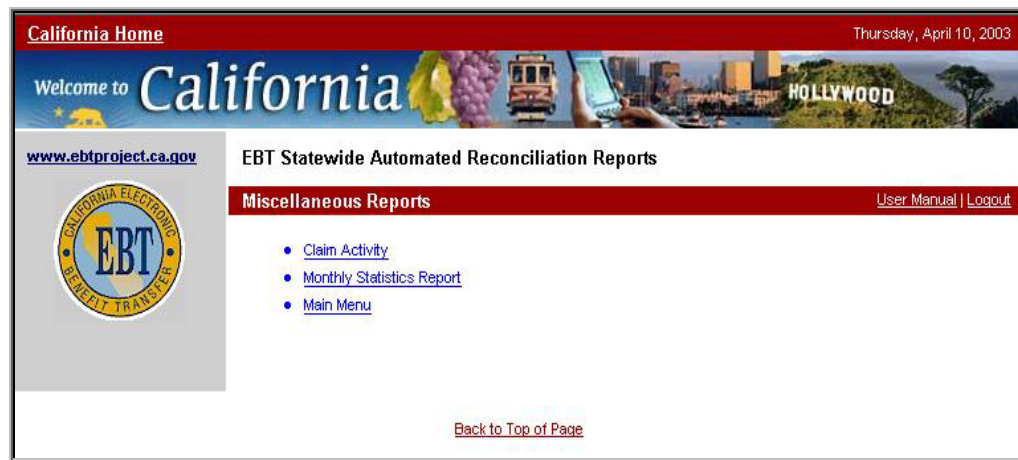 California Home
Thursday, April 10, 2003
Welcome to California
HOLLYWOOD
www.ebtproject.ca.gov
EBT Statewide Automated Reconciliation Reports
CALIFORNIA ELECTRONIC
EBT
BENEFIT TRANSFER
Miscellaneous Reports
User Manual | Logout
Claim Activity
Monthly Statistics Report
Main Menu
Back to Top of Page